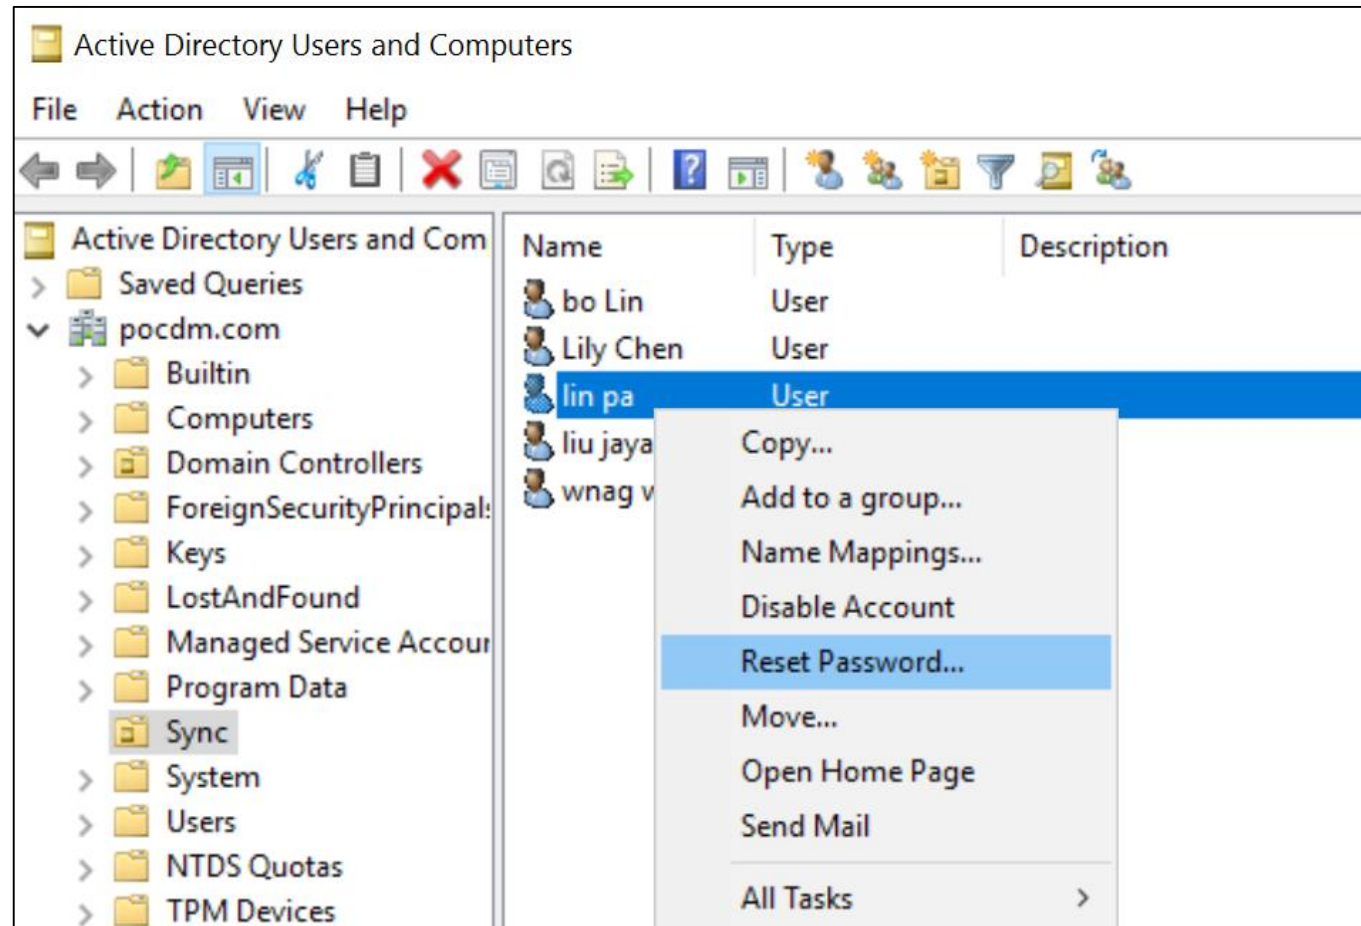 Active Directory Users and Computers
File Action View Help
Active Directory Users and Com
Saved Queries
pocdm.com
Builtin
Computers
Domain Controllers
ForeignSecurityPrincipals
Keys
LostAndFound
Managed Service Accour
Program Data
Sync
System
Users
NTDS Quotas
TPM Devices
Name Type Description
bo Lin User
Lily Chen User
lin pa User
liu jaya
wnag
Copy...
Add to a group...
Name Mappings...
Disable Account
Reset Password...
Move...
Open Home Page
Send Mail
All Tasks